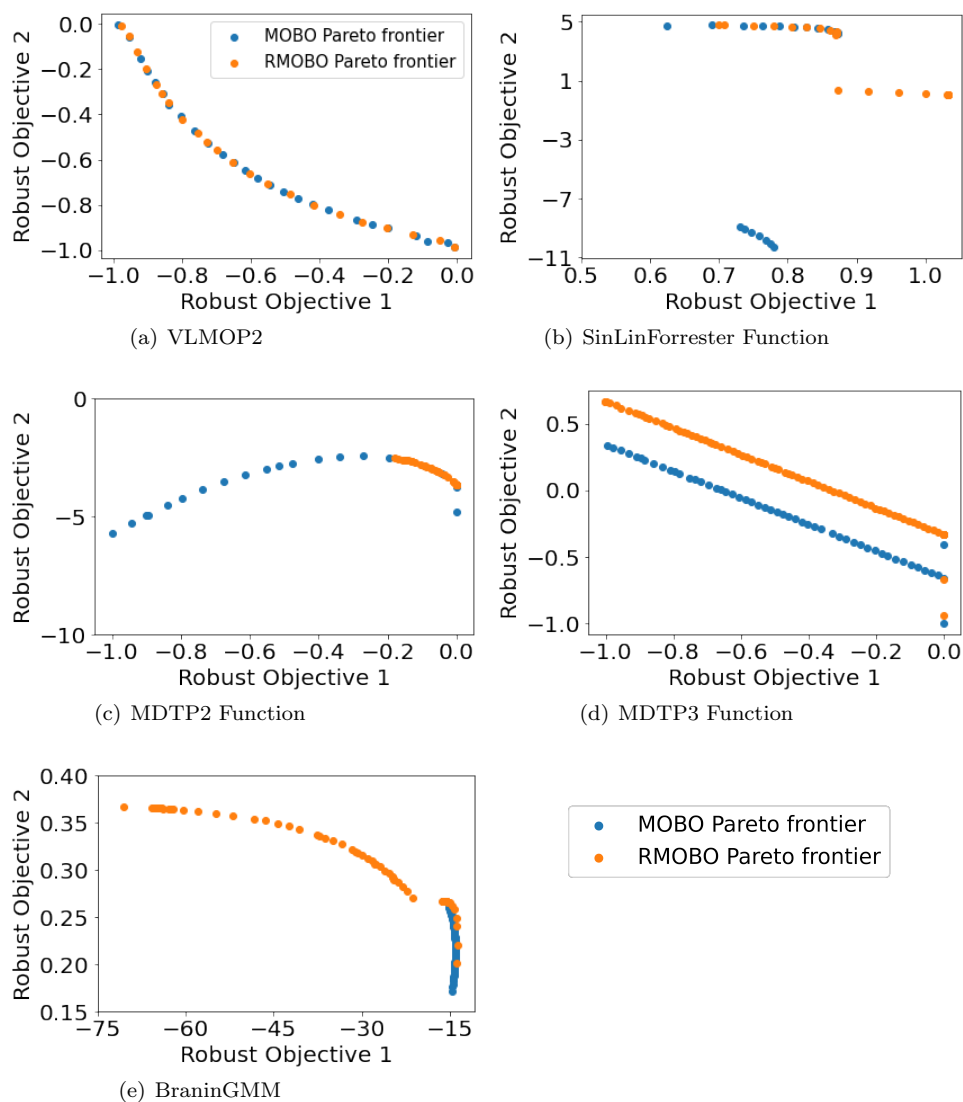 MOBO Pareto frontier
RMOBO Pareto frontier
Robust Objective 2
0.0
−0.2
−0.4
−0.6
−0.8
−1.0
−1.0 −0.8 −0.6 −0.4 −0.2 0.0
Robust Objective 1
(a) VLMOP2
Robust Objective 2
5
1
−3
−7
−11
0.5 0.6 0.7 0.8 0.9 1.0
Robust Objective 1
(b) SinLinForrester Function
Robust Objective 2
0
−5
−10
−1.0 −0.8 −0.6 −0.4 −0.2 0.0
Robust Objective 1
(c) MDTP2 Function
Robust Objective 2
0.5
0.0
−0.5
−1.0
−1.0 −0.8 −0.6 −0.4 −0.2 0.0
Robust Objective 1
(d) MDTP3 Function
Robust Objective 2
0.40
0.35
0.30
0.25
0.20
0.15
−75 −60 −45 −30 −15
Robust Objective 1
(e) BraninGMM
MOBO Pareto frontier
RMOBO Pareto frontier